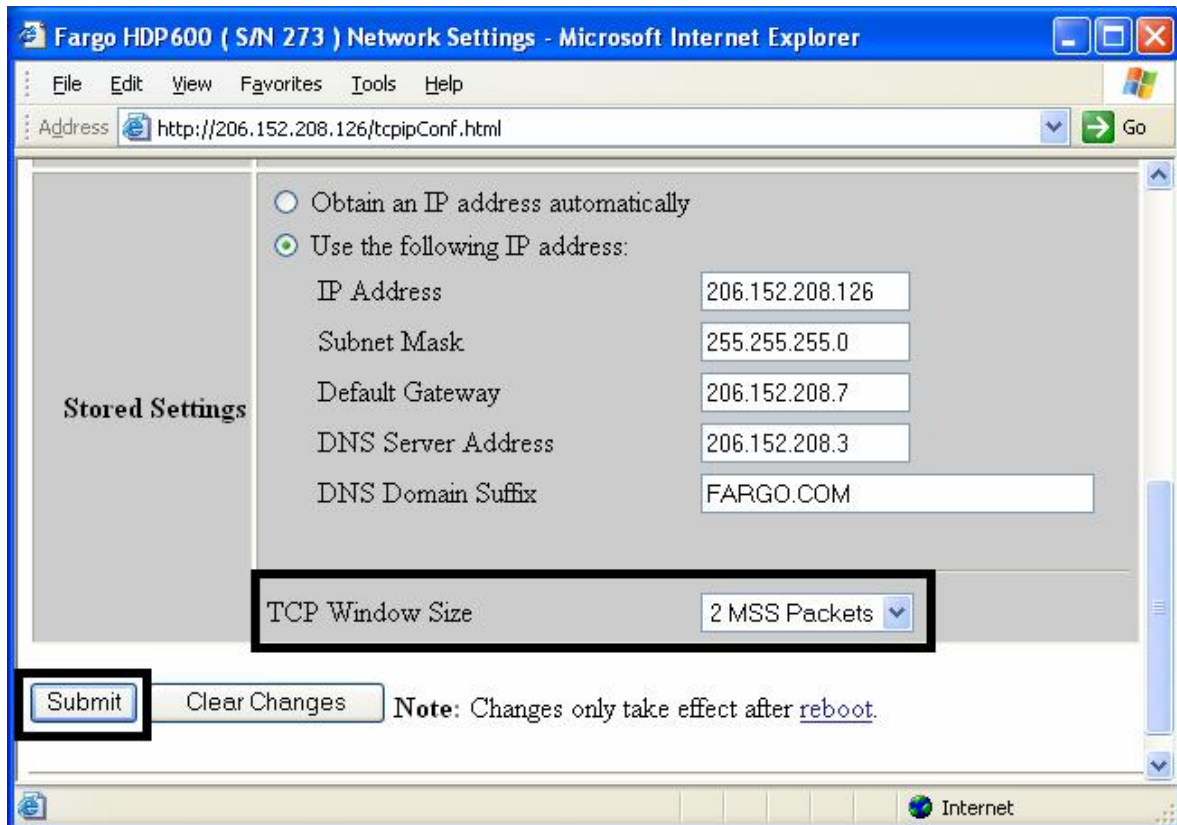 Fargo HDP600 ( S/N 273 ) Network Settings - Microsoft Internet Explorer
File Edit View Favorites Tools Help
Address http://206.152.208.126/tcpipConf.html Go
Obtain an IP address automatically
Use the following IP address:
IP Address 206.152.208.126
Subnet Mask 255.255.255.0
Default Gateway 206.152.208.7
Stored Settings
DNS Server Address 206.152.208.3
DNS Domain Suffix FARGO.COM
TCP Window Size 2 MSS Packets
Submit Clear Changes Note: Changes only take effect after reboot.
Internet